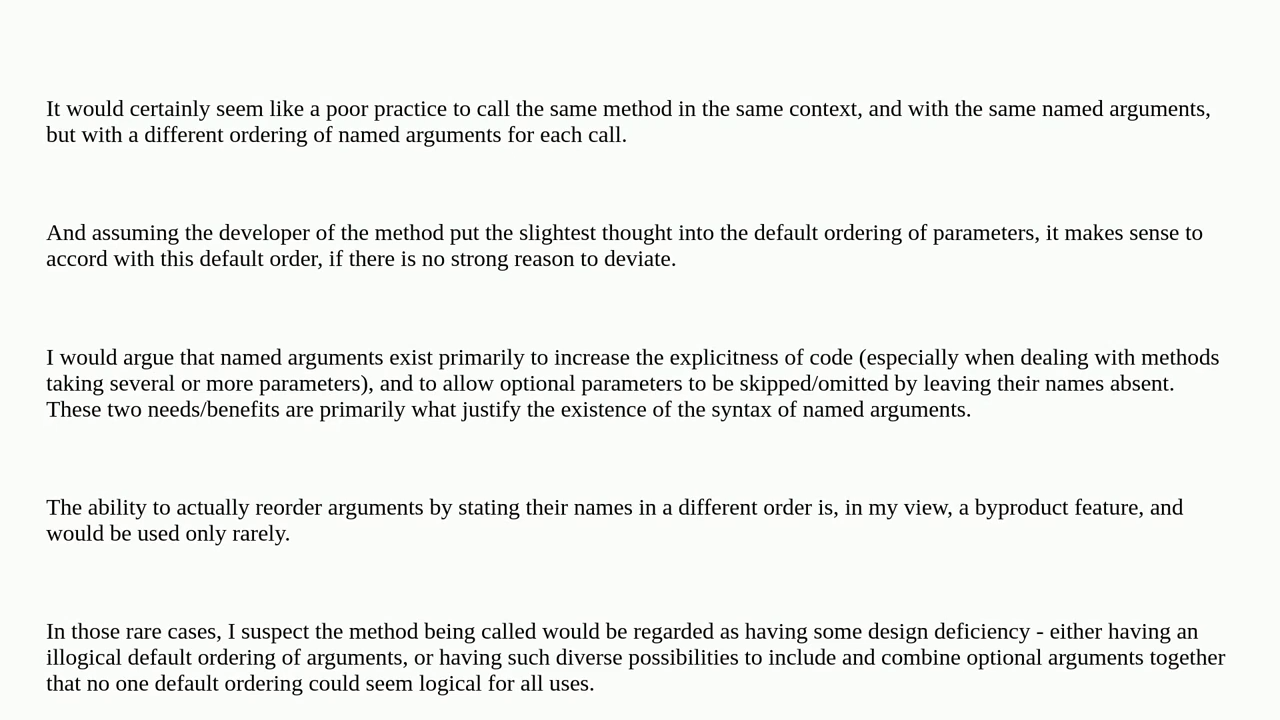 It would certainly seem like a poor practice to call the same method in the same context, and with the same named arguments,
but with a different ordering of named arguments for each call.
And assuming the developer of the method put the slightest thought into the default ordering of parameters, it makes sense to
accord with this default order, if there is no strong reason to deviate.
I would argue that named arguments exist primarily to increase the explicitness of code (especially when dealing with methods
taking several or more parameters), and to allow optional parameters to be skipped/omitted by leaving their names absent.
These two needs/benefits are primarily what justify the existence of the syntax of named arguments.
The ability to actually reorder arguments by stating their names in a different order is, in my view, a byproduct feature, and
would be used only rarely.
In those rare cases, I suspect the method being called would be regarded as having some design deficiency - either having an
illogical default ordering of arguments, or having such diverse possibilities to include and combine optional arguments together
that no one default ordering could seem logical for all uses.